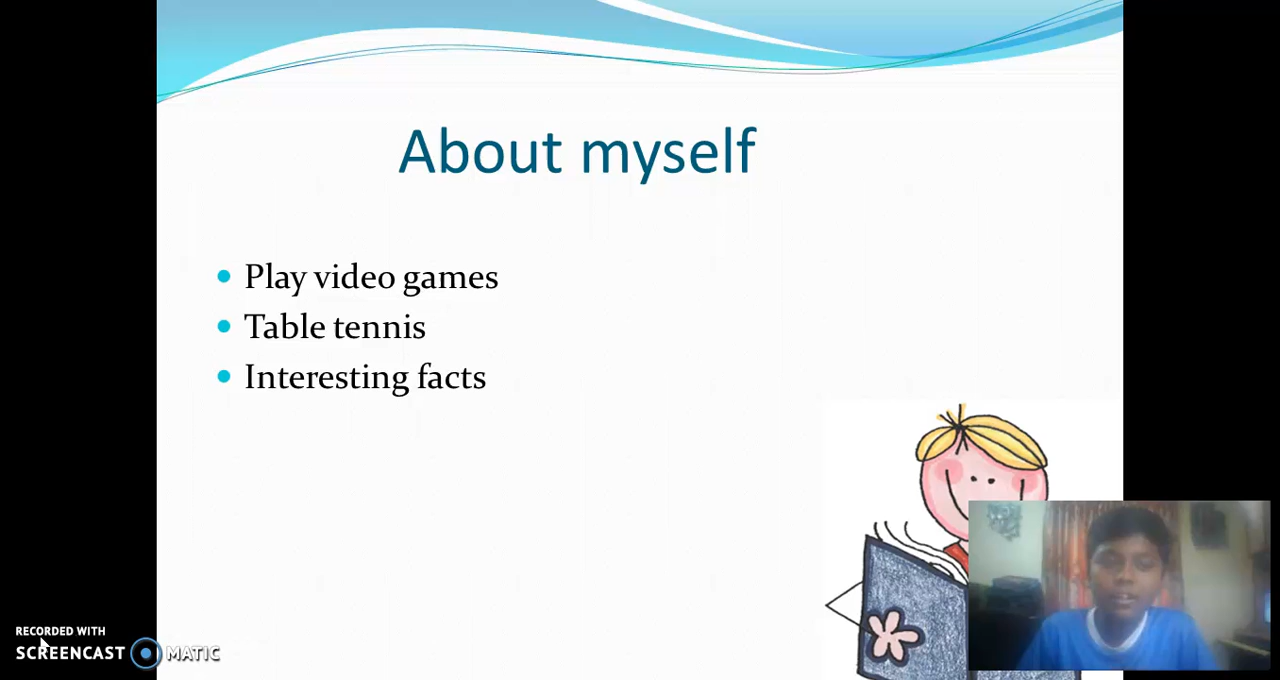 About myself
Play video games
Table tennis
Interesting facts
RECORDED WITH
SCREENCAST MATIC